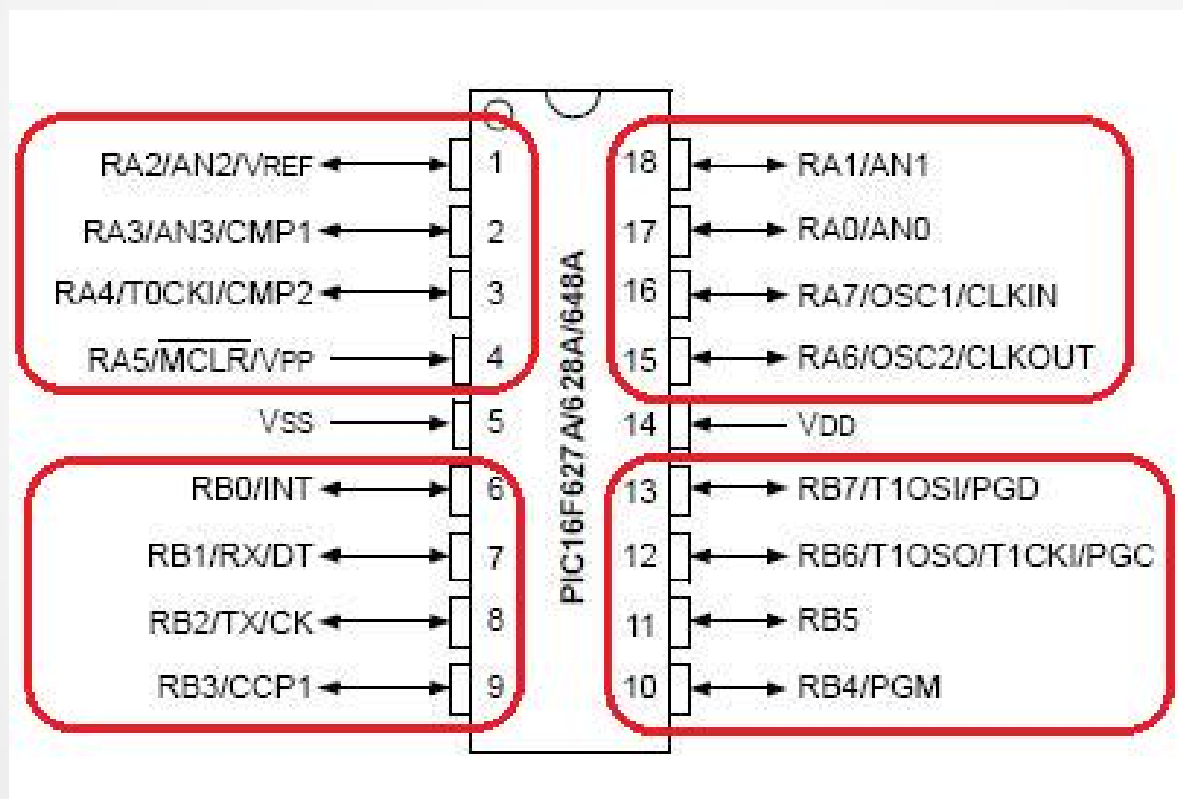 RA2/AN2/VREF 1 18 RA1/AN1
RA3/AN3/CMP1 2 17 RA0/AN0
RA4/T0CKI/CMP2 3 16 RA7/OSC1/CLKIN
RA5/MCLR/VPP 4 15 RA6/OSC2/CLKOUT
VSS 5 14 VDD
RB0/INT 6 13 RB7/T1OSI/PGD
RB1/RX/DT 7 12 RB6/T1OSO/T1CKI/PGC
RB2/TX/CK 8 11 RB5
RB3/CCP1 9 10 RB4/PGM
PIC16F627A/628A/648A